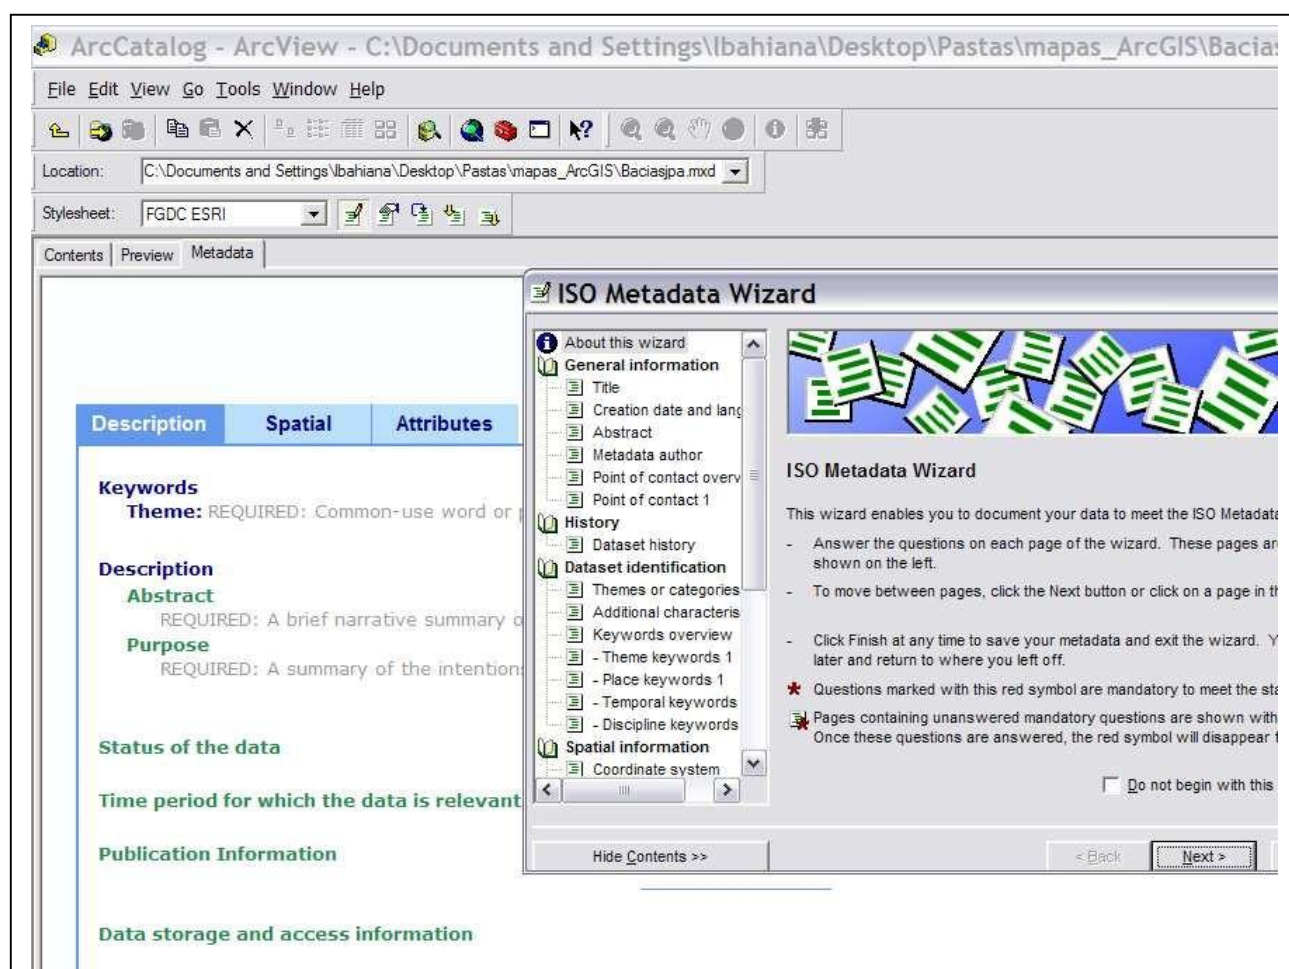 ArcCatalog - ArcView - C:\Documents and Settings\lbahiana\Desktop\Pastas\mapas_ArcGIS\Bacias
File Edit View Go Tools Window Help
Location: C:\Documents and Settings\lbahiana\Desktop\Pastas\mapas_ArcGIS\Baciasjpa.mxd
Stylesheet: FGDC ESRI
Contents Preview Metadata
Description Spatial Attributes
Keywords
Theme: REQUIRED: Common-use word or
Description
Abstract
REQUIRED: A brief narrative summary o
Purpose
REQUIRED: A summary of the intention
Status of the data
Time period for which the data is relevant
Publication Information
Data storage and access information
ISO Metadata Wizard
About this wizard
General information
Title
Creation date and lang
Abstract
Metadata author
Point of contact overv
Point of contact 1
History
Dataset history
Dataset identification
Themes or categories
Additional characteris
Keywords overview
- Theme keywords 1
- Place keywords 1
- Temporal keywords
- Discipline keywords
Spatial information
Coordinate system
Hide Contents >>
ISO Metadata Wizard
This wizard enables you to document your data to meet the ISO Metadata
- Answer the questions on each page of the wizard. These pages are
shown on the left.
- To move between pages, click the Next button or click on a page in th
- Click Finish at any time to save your metadata and exit the wizard. Y
later and return to where you left off.
Questions marked with this red symbol are mandatory to meet the sta
Pages containing unanswered mandatory questions are shown with
Once these questions are answered, the red symbol will disappear f
Do not begin with this
< Back Next >